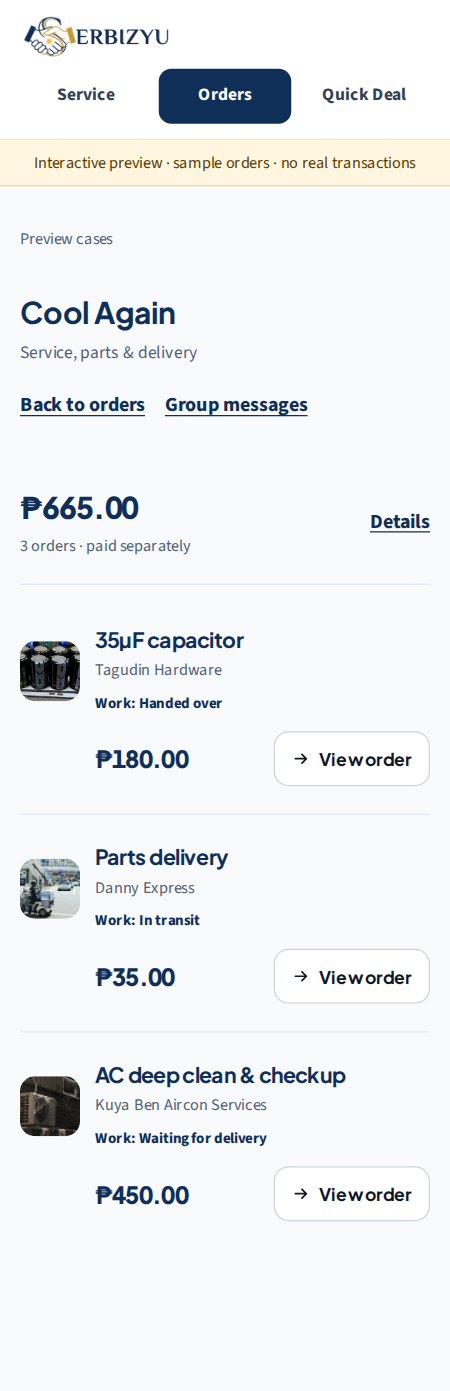 ERBIZYU
Service Orders Quick Deal
Interactive preview · sample orders · no real transactions
Preview cases
Cool Again
Service, parts & delivery
Back to orders Group messages
₱665.00
Details
3 orders · paid separately
35µF capacitor
Tagudin Hardware
Work: Handed over
₱180.00 → View order
Parts delivery
Danny Express
Work: In transit
₱35.00 → View order
AC deep clean & checkup
Kuya Ben Aircon Services
Work: Waiting for delivery
₱450.00 → View order